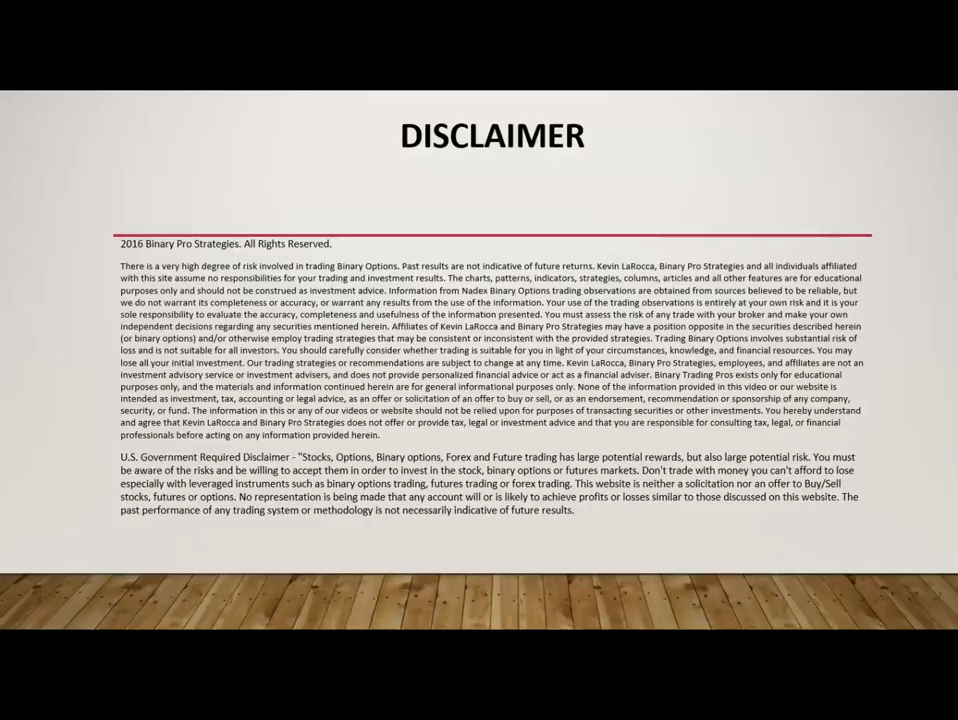 DISCLAIMER
2016 Binary Pro Strategies. All Rights Reserved.
There is a very high degree of risk involved in trading Binary Options. Past results are not indicative of future returns. Kevin LaRocca, Binary Pro Strategies and all individuals affiliated
with this site assume no responsibilities for your trading and investment results. The charts, patterns, indicators, strategies, columns, articles and all other features are for educational
purposes only and should not be construed as investment advice. Information from Nadex Binary Options trading observations are obtained from sources believed to be reliable, but
we do not warrant its completeness or accuracy, or warrant any results from the use of the information. Your use of the trading observations is entirely at your own risk and it is your
sole responsibility to evaluate the accuracy, completeness and usefulness of the information presented. You must assess the risk of any trade with your broker and make your own
independent decisions regarding any securities mentioned herein. Affiliates of Kevin LaRocca and Binary Pro Strategies may have a position opposite in the securities described herein
(or binary options) and/or otherwise employ trading strategies that may be consistent or inconsistent with the provided strategies. Trading Binary Options involves substantial risk of
loss and is not suitable for all investors. You should carefully consider whether trading is suitable for you in light of your circumstances, knowledge, and financial resources. You may
lose all your initial investment. Our trading strategies or recommendations are subject to change at any time. Kevin LaRocca, Binary Pro Strategies, employees, and affiliates are not an
investment advisory service or investment advisers, and does not provide personalized financial advice or act as a financial adviser. Binary Trading Pros exists only for educational
purposes only, and the materials and information continued herein are for general informational purposes only. None of the information provided in this video or our website is
intended as investment, tax, accounting or legal advice, as an offer or solicitation of an offer to buy or sell, or as an endorsement, recommendation or sponsorship of any company,
security, or fund. The information in this or any of our videos or website should not be relied upon for purposes of transacting securities or other investments. You hereby understand
and agree that Kevin LaRocca and Binary Pro Strategies does not offer or provide tax, legal or investment advice and that you are responsible for consulting tax, legal, or financial
professionals before acting on any information provided herein.
U.S. Government Required Disclaimer - "Stocks, Options, Binary options, Forex and Future trading has large potential rewards, but also large potential risk. You must
be aware of the risks and be willing to accept them in order to invest in the stock, binary options or futures markets. Don't trade with money you can't afford to lose
especially with leveraged instruments such as binary options trading, futures trading or forex trading. This website is neither a solicitation nor an offer to Buy/Sell
stocks, futures or options. No representation is being made that any account will or is likely to achieve profits or losses similar to those discussed on this website. The
past performance of any trading system or methodology is not necessarily indicative of future results.